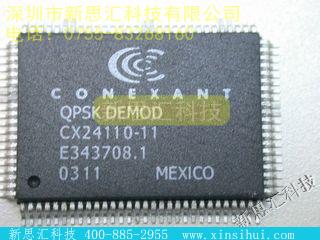 深圳市新思汇科技有限公司
电话：0755-83268160
CONEXANT
QPSK DEMOD
CX24110-11
E343708.1
0311 MEXICO
新思汇科技
新思汇科技 400-885-2955 www.xinsihui.com